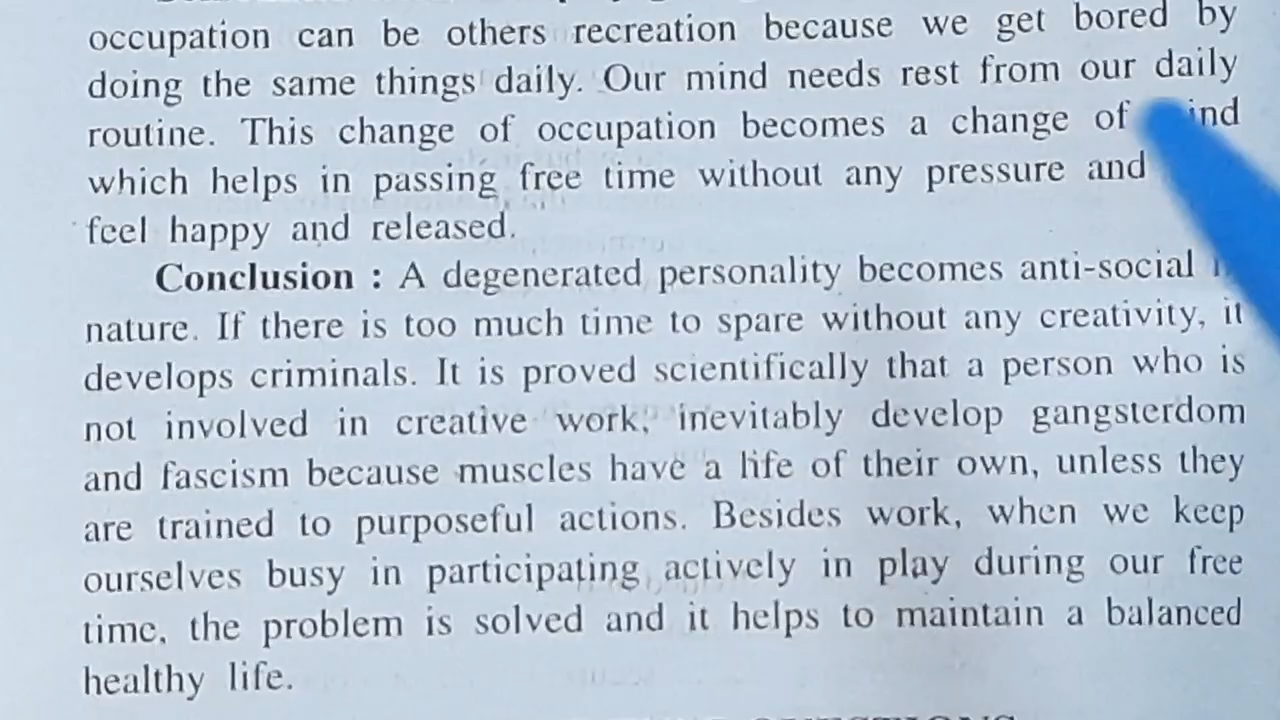 occupation can be others recreation because we get bored by
doing the same things daily. Our mind needs rest from our daily
routine. This change of occupation becomes a change of
which helps in passing free time without any pressure and
feel happy and released.
Conclusion : A degenerated personality becomes anti-social
nature. If there is too much time to spare without any creativity, it
develops criminals. It is proved scientifically that a person who is
not involved in creative work, inevitably develop gangsterdom
and fascism because muscles have a life of their own, unless they
are trained to purposeful actions. Besides work, when we keep
ourselves busy in participating actively in play during our free
time, the problem is solved and it helps to maintain a balanced
healthy life.